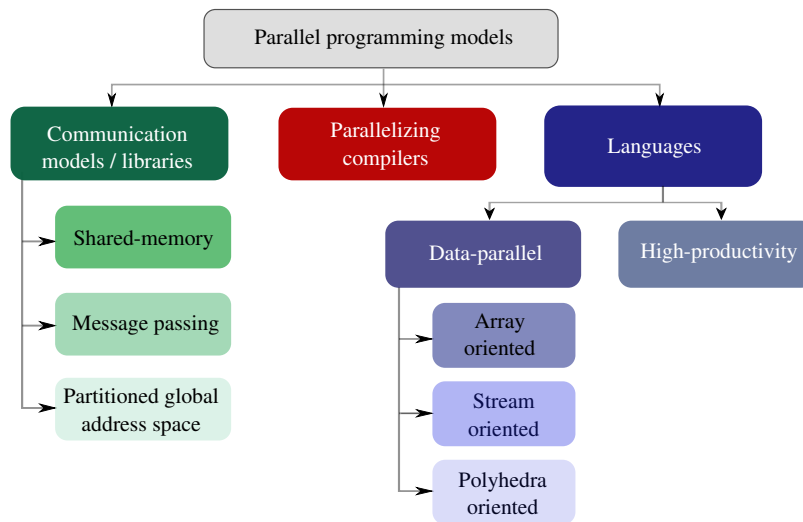 Parallel programming models
Communication
models / libraries
Parallelizing
compilers
Languages
Shared-memory
Message passing
Partitioned global
address space
Data-parallel
High-productivity
Array
oriented
Stream
oriented
Polyhedra
oriented